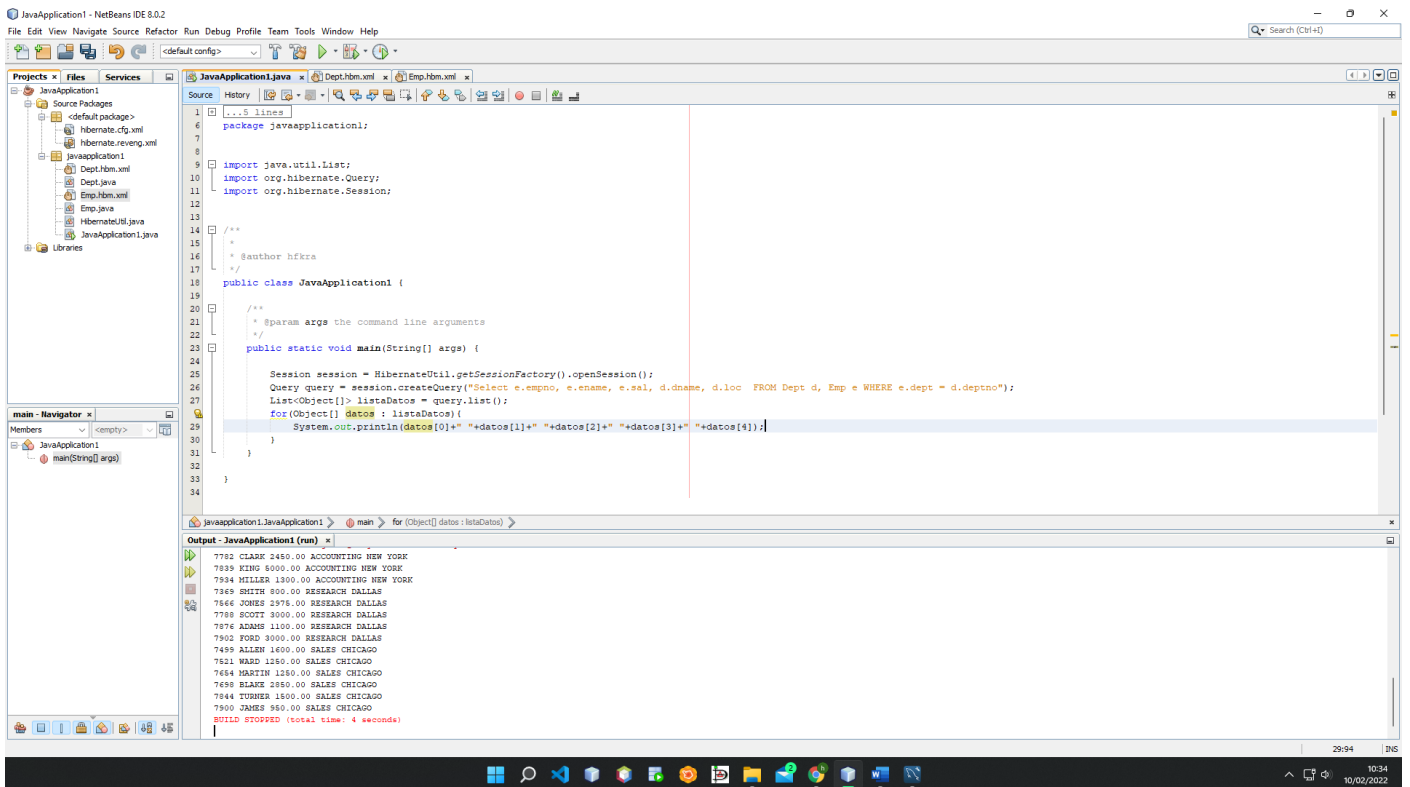 JavaApplication1 - NetBeans IDE 8.0.2
File Edit View Navigate Source Refactor Run Debug Profile Team Tools Window Help
Search (Ctrl+I)
<default config>
Projects Files Services
JavaApplication1.java Dept.hbm.xml Emp.hbm.xml
Source History
JavaApplication1
Source Packages
<default package>
hibernate.cfg.xml
hibernate.reveng.xml
javaapplication1
Dept.hbm.xml
Dept.java
Emp.hbm.xml
Emp.java
HibernateUtil.java
JavaApplication1.java
Libraries
1 ...5 lines
6 package javaapplication1;
7
8
9 import java.util.List;
10 import org.hibernate.Query;
11 import org.hibernate.Session;
12
13
14 /**
15 *
16 * @author hfkra
17 */
18 public class JavaApplication1 {
19
20 /**
21 * @param args the command line arguments
22 */
23 public static void main(String[] args) {
24
25 Session session = HibernateUtil.getSessionFactory().openSession();
26 Query query = session.createQuery("Select e.empno, e.ename, e.sal, d.dname, d.loc  FROM Dept d, Emp e WHERE e.dept = d.deptno");
27 List<Object[]> listaDatos = query.list();
for(Object[] datos : listaDatos){
29 System.out.println(datos[0]+" "+datos[1]+" "+datos[2]+" "+datos[3]+" "+datos[4]);
30 }
31 }
32
33 }
34
main - Navigator
Members <empty>
JavaApplication1
main(String[] args)
javaapplication1.JavaApplication1 main for (Object[] datos : listaDatos)
Output - JavaApplication1 (run)
7782 CLARK 2450.00 ACCOUNTING NEW YORK
7839 KING 5000.00 ACCOUNTING NEW YORK
7934 MILLER 1300.00 ACCOUNTING NEW YORK
7369 SMITH 800.00 RESEARCH DALLAS
7566 JONES 2975.00 RESEARCH DALLAS
7788 SCOTT 3000.00 RESEARCH DALLAS
7876 ADAMS 1100.00 RESEARCH DALLAS
7902 FORD 3000.00 RESEARCH DALLAS
7499 ALLEN 1600.00 SALES CHICAGO
7521 WARD 1250.00 SALES CHICAGO
7654 MARTIN 1250.00 SALES CHICAGO
7698 BLAKE 2850.00 SALES CHICAGO
7844 TURNER 1500.00 SALES CHICAGO
7900 JAMES 950.00 SALES CHICAGO
BUILD STOPPED (total time: 4 seconds)
29:94 INS
2
10:34
10/02/2022